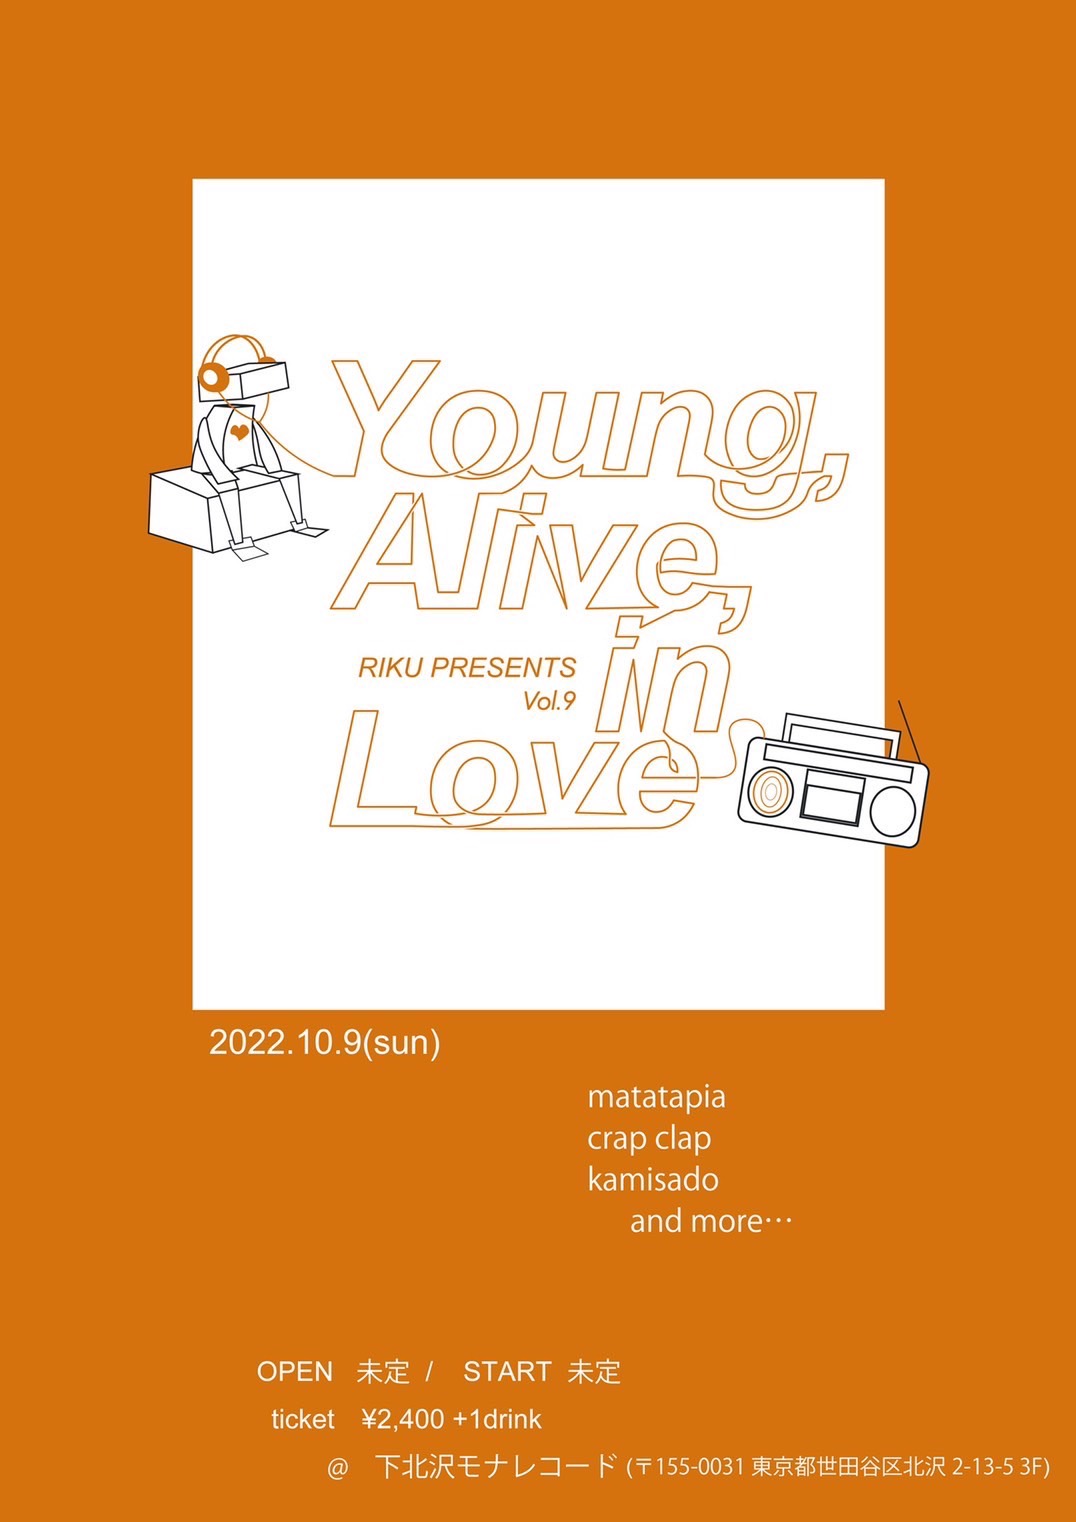 Young,
Alive,
in
RIKU PRESENTS
Vol.9
Love
2022.10.9(sun)
matatapia
crap clap
kamisado
and more…
OPEN 未定 / START 未定
ticket ¥2,400 +1drink
@ 下北沢モナレコード (〒155-0031 東京都世田谷区北沢 2-13-5 3F)